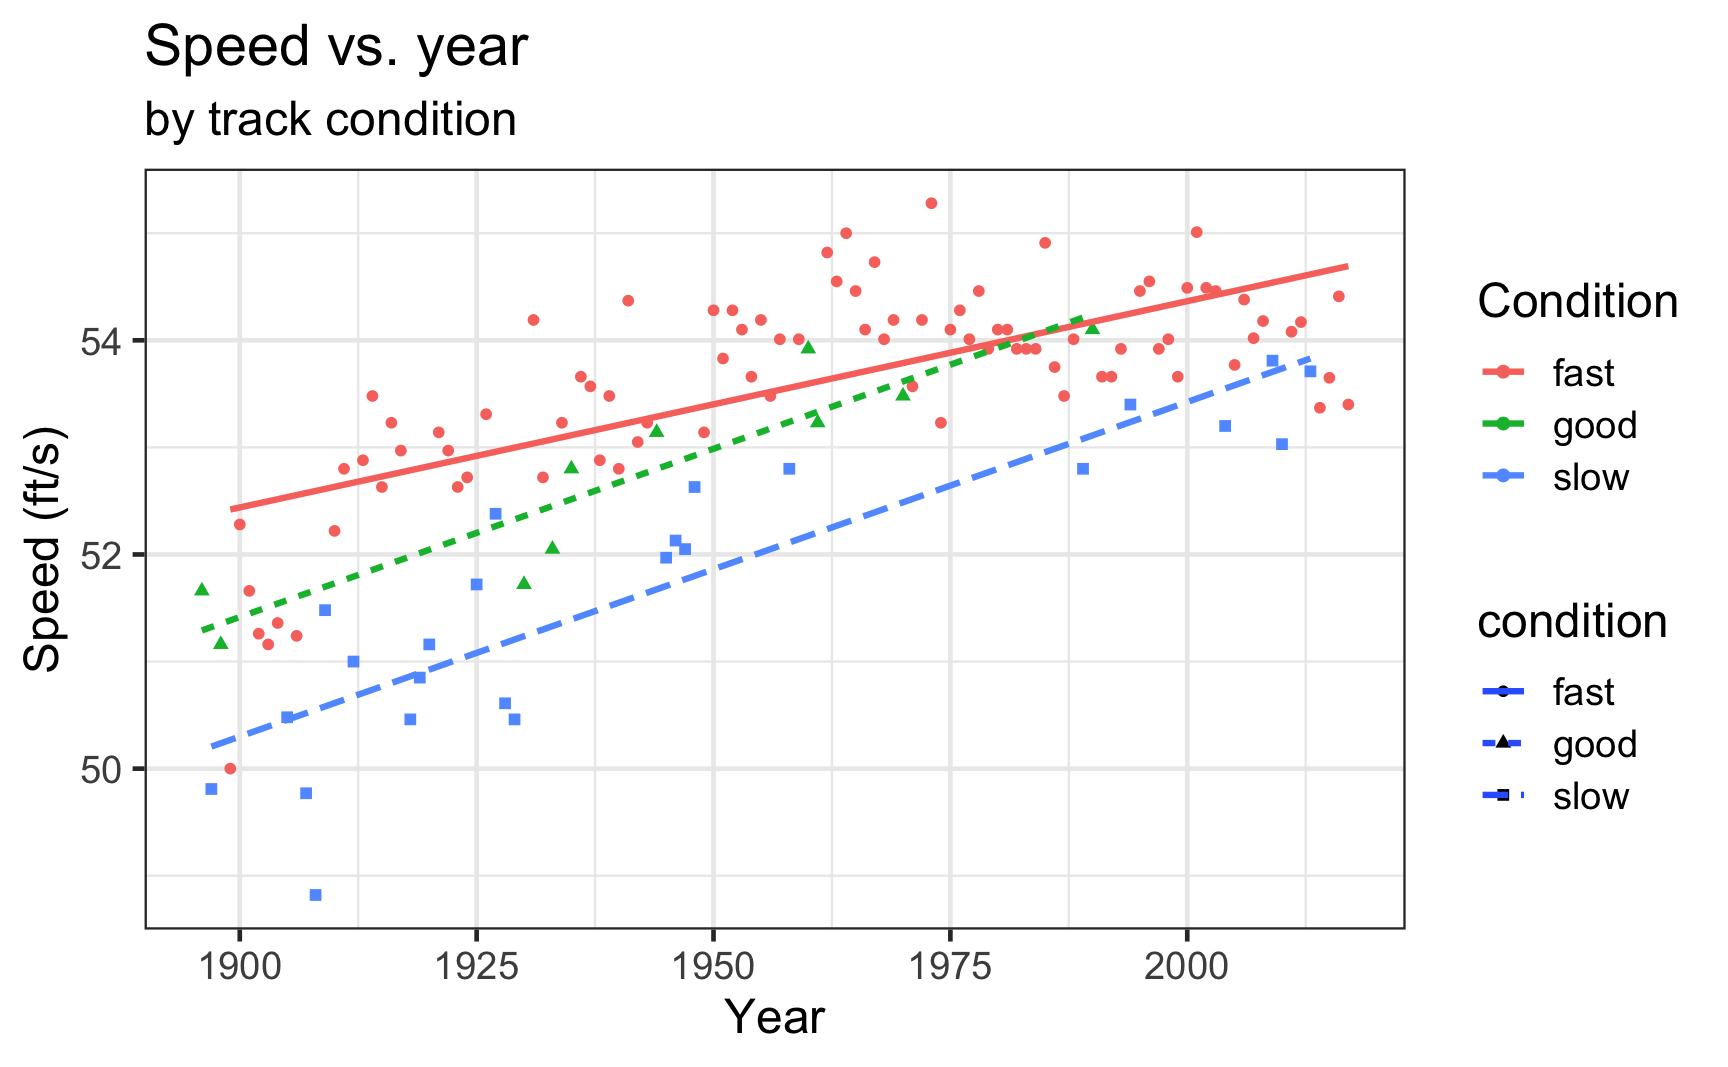 Speed vs. year
by track condition
Speed (ft/s)
54
52
50
1900
1925
1950
1975
2000
Year
Condition
fast
good
slow
condition
fast
good
slow